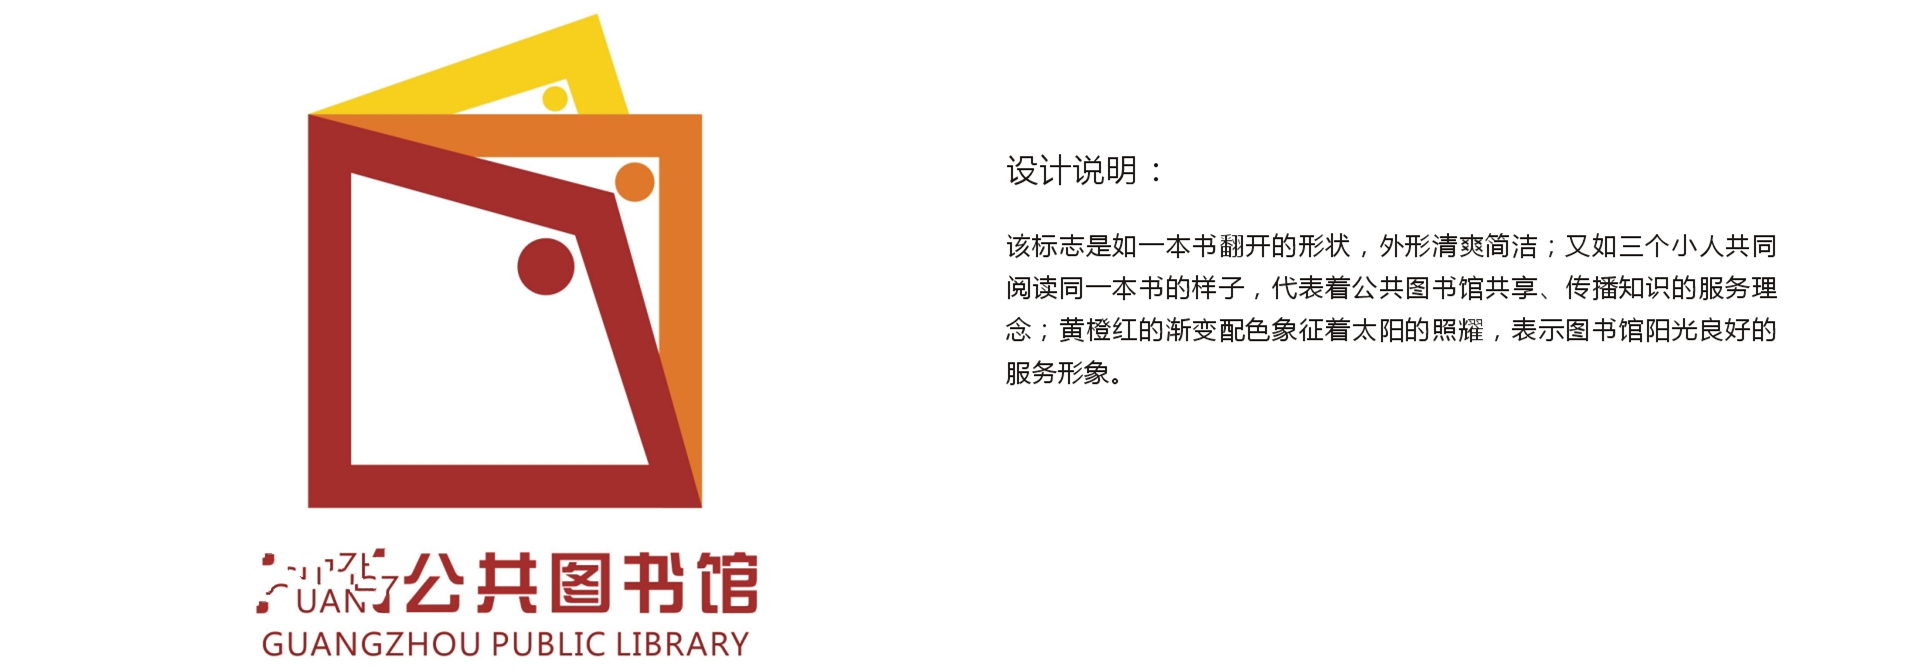 设计说明：
该标志是如一本书翻开的形状，外形清爽简洁；又如三个小人共同
阅读同一本书的样子，代表着公共图书馆共享、传播知识的服务理
念；黄橙红的渐变配色象征着太阳的照耀，表示图书馆阳光良好的
服务形象。
公共图书馆
GUANGZHOU PUBLIC LIBRARY